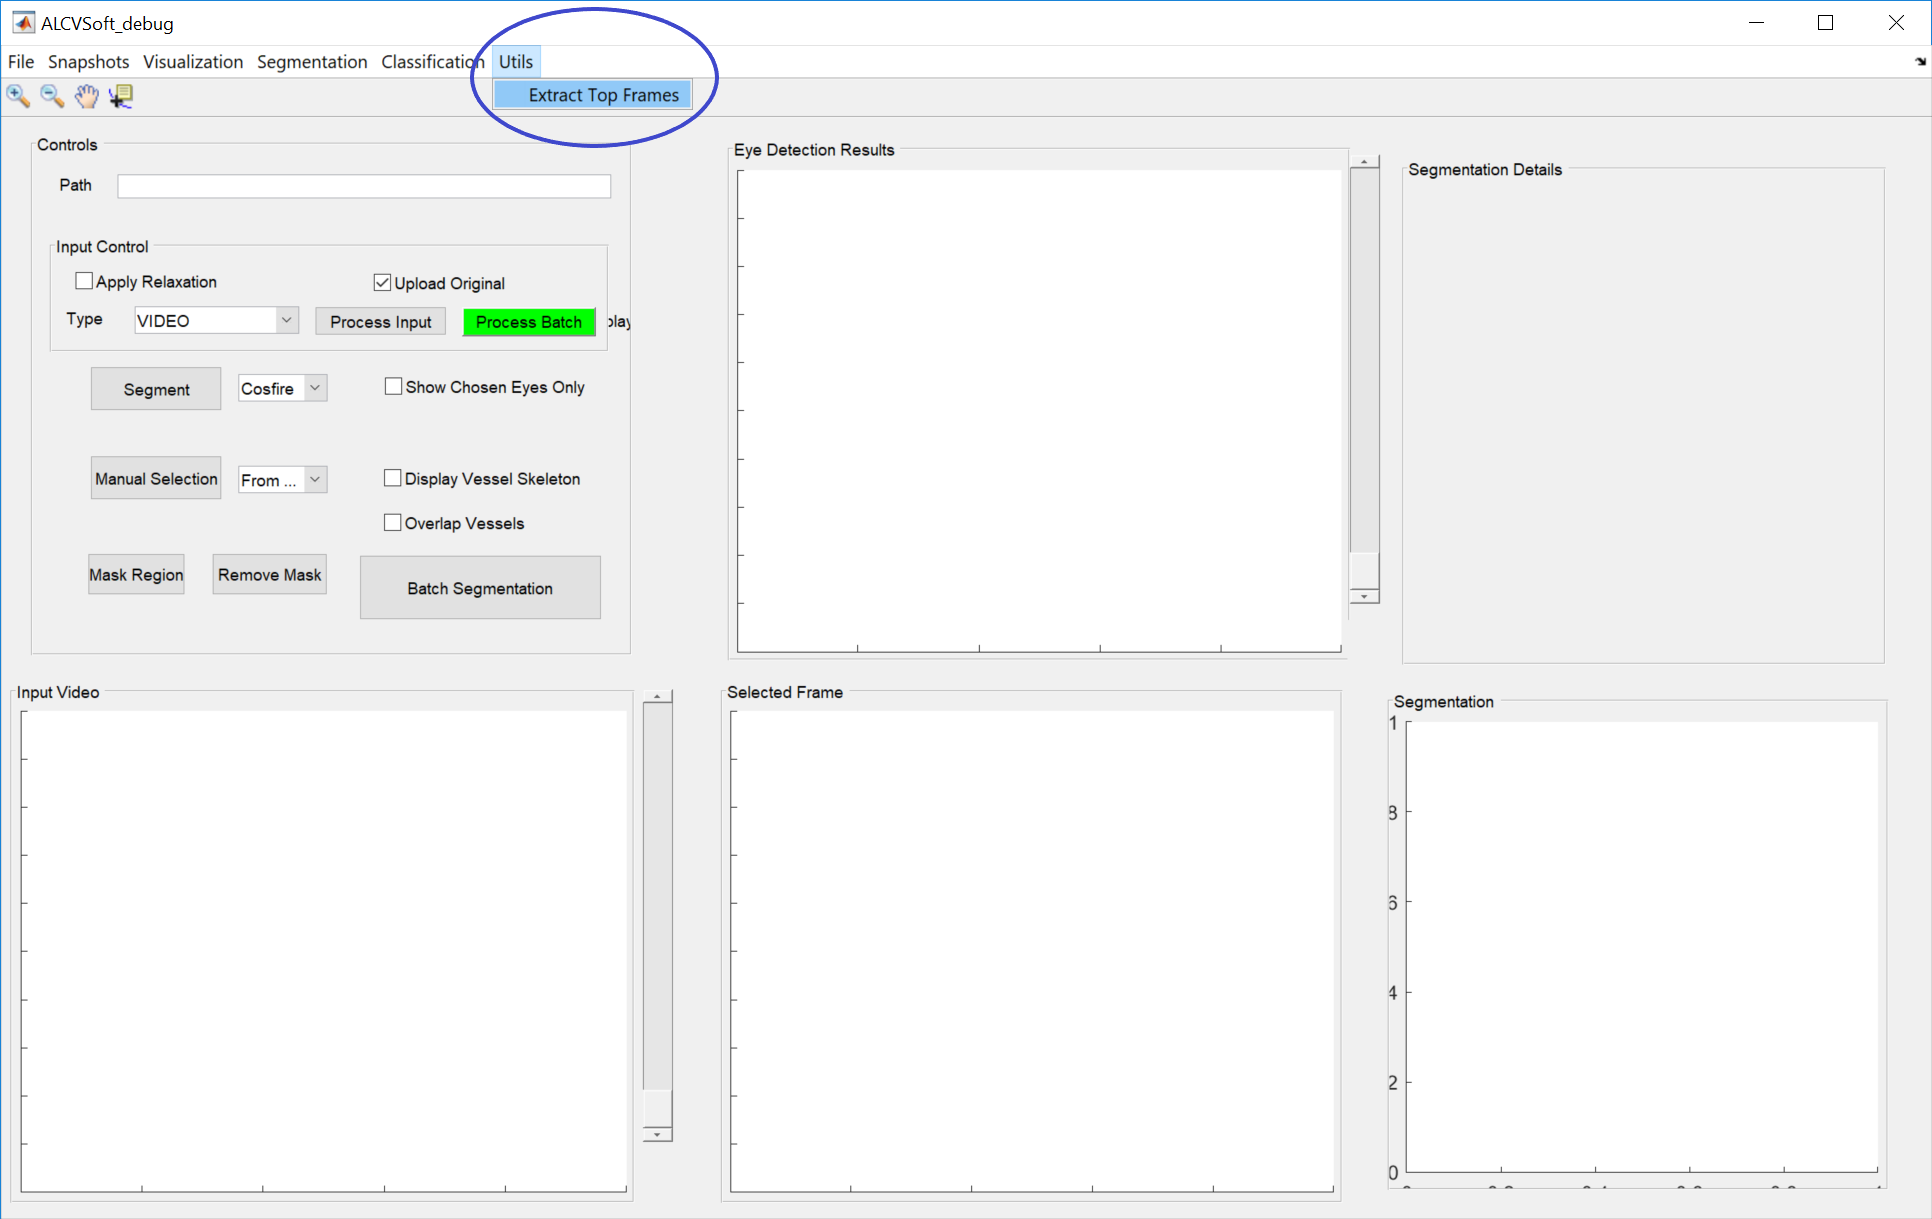 ALCVSoft_debug
File Snapshots Visualization Segmentation Classification Utils
Extract Top Frames
Controls
Path
Input Control
Apply Relaxation
Upload Original
Type
VIDEO
Process Input
Process Batch
play
Segment
Cosfire
Show Chosen Eyes Only
Manual Selection
From ...
Display Vessel Skeleton
Overlap Vessels
Mask Region
Remove Mask
Batch Segmentation
Eye Detection Results
Segmentation Details
Input Video
Selected Frame
Segmentation
1
8
6
4
2
0